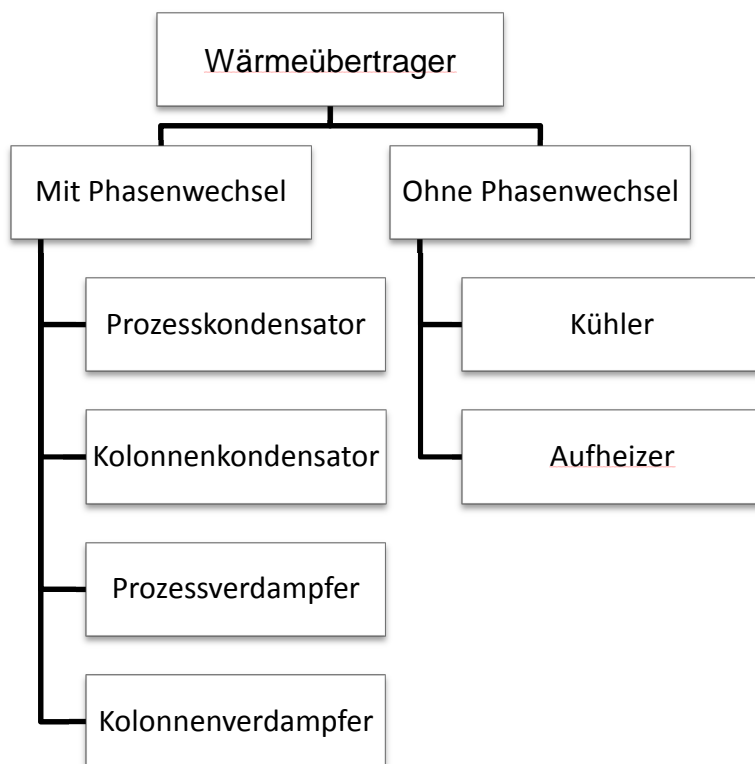 Wärmeübertrager
Mit Phasenwechsel
Ohne Phasenwechsel
Prozesskondensator
Kolonnenkondensator
Prozessverdampfer
Kolonnenverdampfer
Kühler
Aufheizer